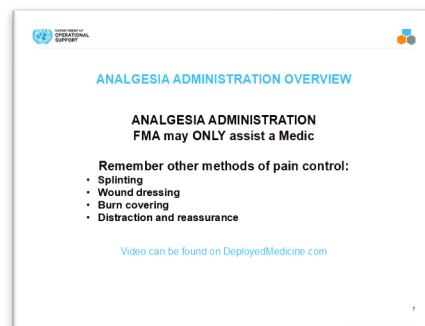 DEPARTMENT OF
OPERATIONAL
SUPPORT
ANALGESIA ADMINISTRATION OVERVIEW
ANALGESIA ADMINISTRATION
FMA may ONLY assist a Medic
Remember other methods of pain control:
• Splinting
• Wound dressing
• Burn covering
• Distraction and reassurance
Video can be found on DeployedMedicine.com
7